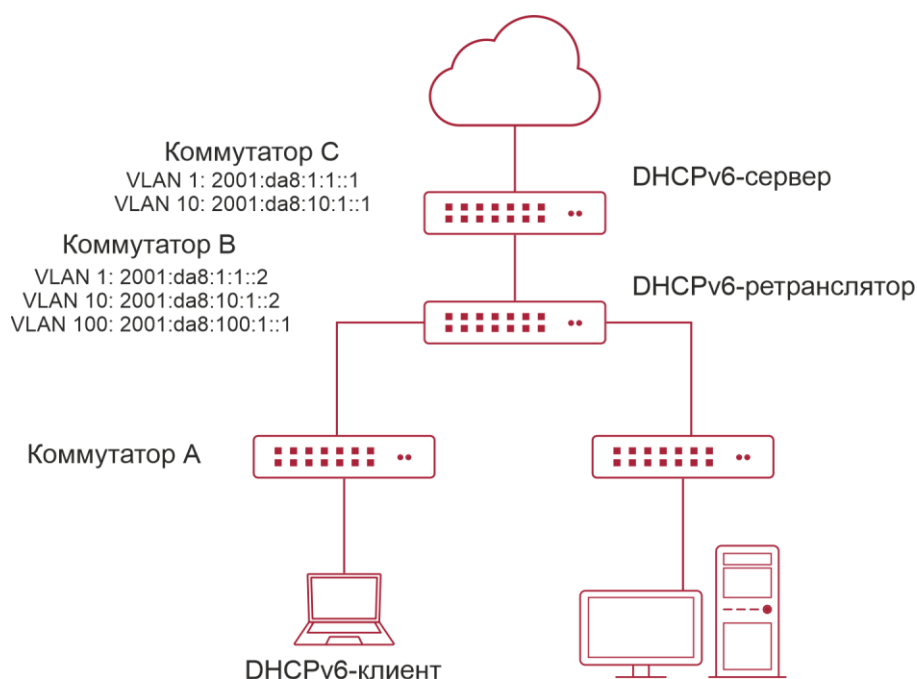 Коммутатор C
VLAN 1: 2001:da8:1:1::1
VLAN 10: 2001:da8:10:1::1
DHCPv6-сервер
Коммутатор B
VLAN 1: 2001:da8:1:1::2
VLAN 10: 2001:da8:10:1::2
VLAN 100: 2001:da8:100:1::1
DHCPv6-ретранслятор
Коммутатор A
DHCPv6-клиент